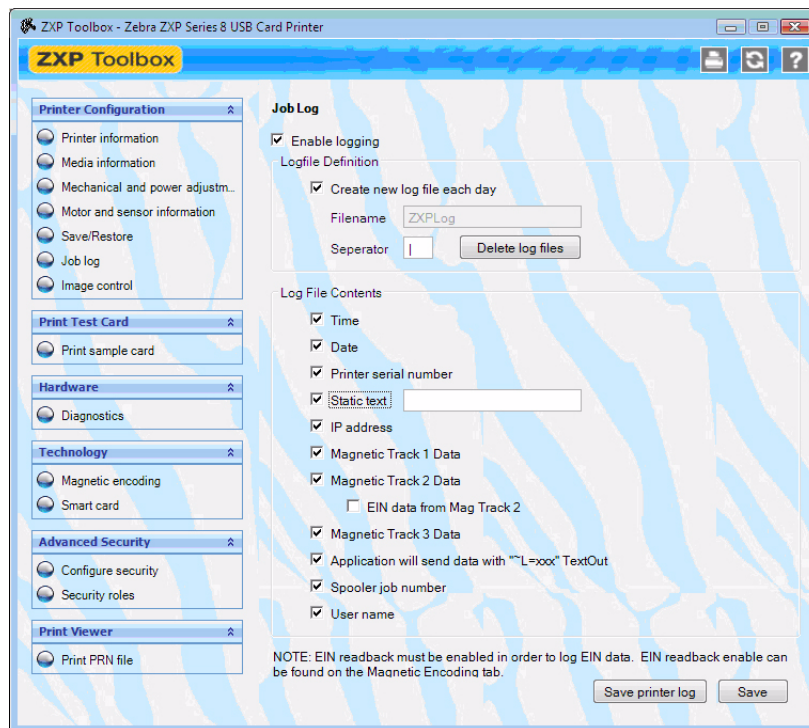 ZXP Toolbox - Zebra ZXP Series 8 USB Card Printer
ZXP Toolbox
?
Printer Configuration
Printer information
Media information
Mechanical and power adjustm...
Motor and sensor information
Save/Restore
Job log
Image control
Print Test Card
Print sample card
Hardware
Diagnostics
Technology
Magnetic encoding
Smart card
Advanced Security
Configure security
Security roles
Print Viewer
Print PRN file
Job Log
Enable logging
Logfile Definition
Create new log file each day
Filename ZXPLog
Seperator | Delete log files
Log File Contents
Time
Date
Printer serial number
Static text
IP address
Magnetic Track 1 Data
Magnetic Track 2 Data
EIN data from Mag Track 2
Magnetic Track 3 Data
Application will send data with "~L=xxx" TextOut
Spooler job number
User name
NOTE: EIN readback must be enabled in order to log EIN data.  EIN readback enable can
be found on the Magnetic Encoding tab.
Save printer log Save